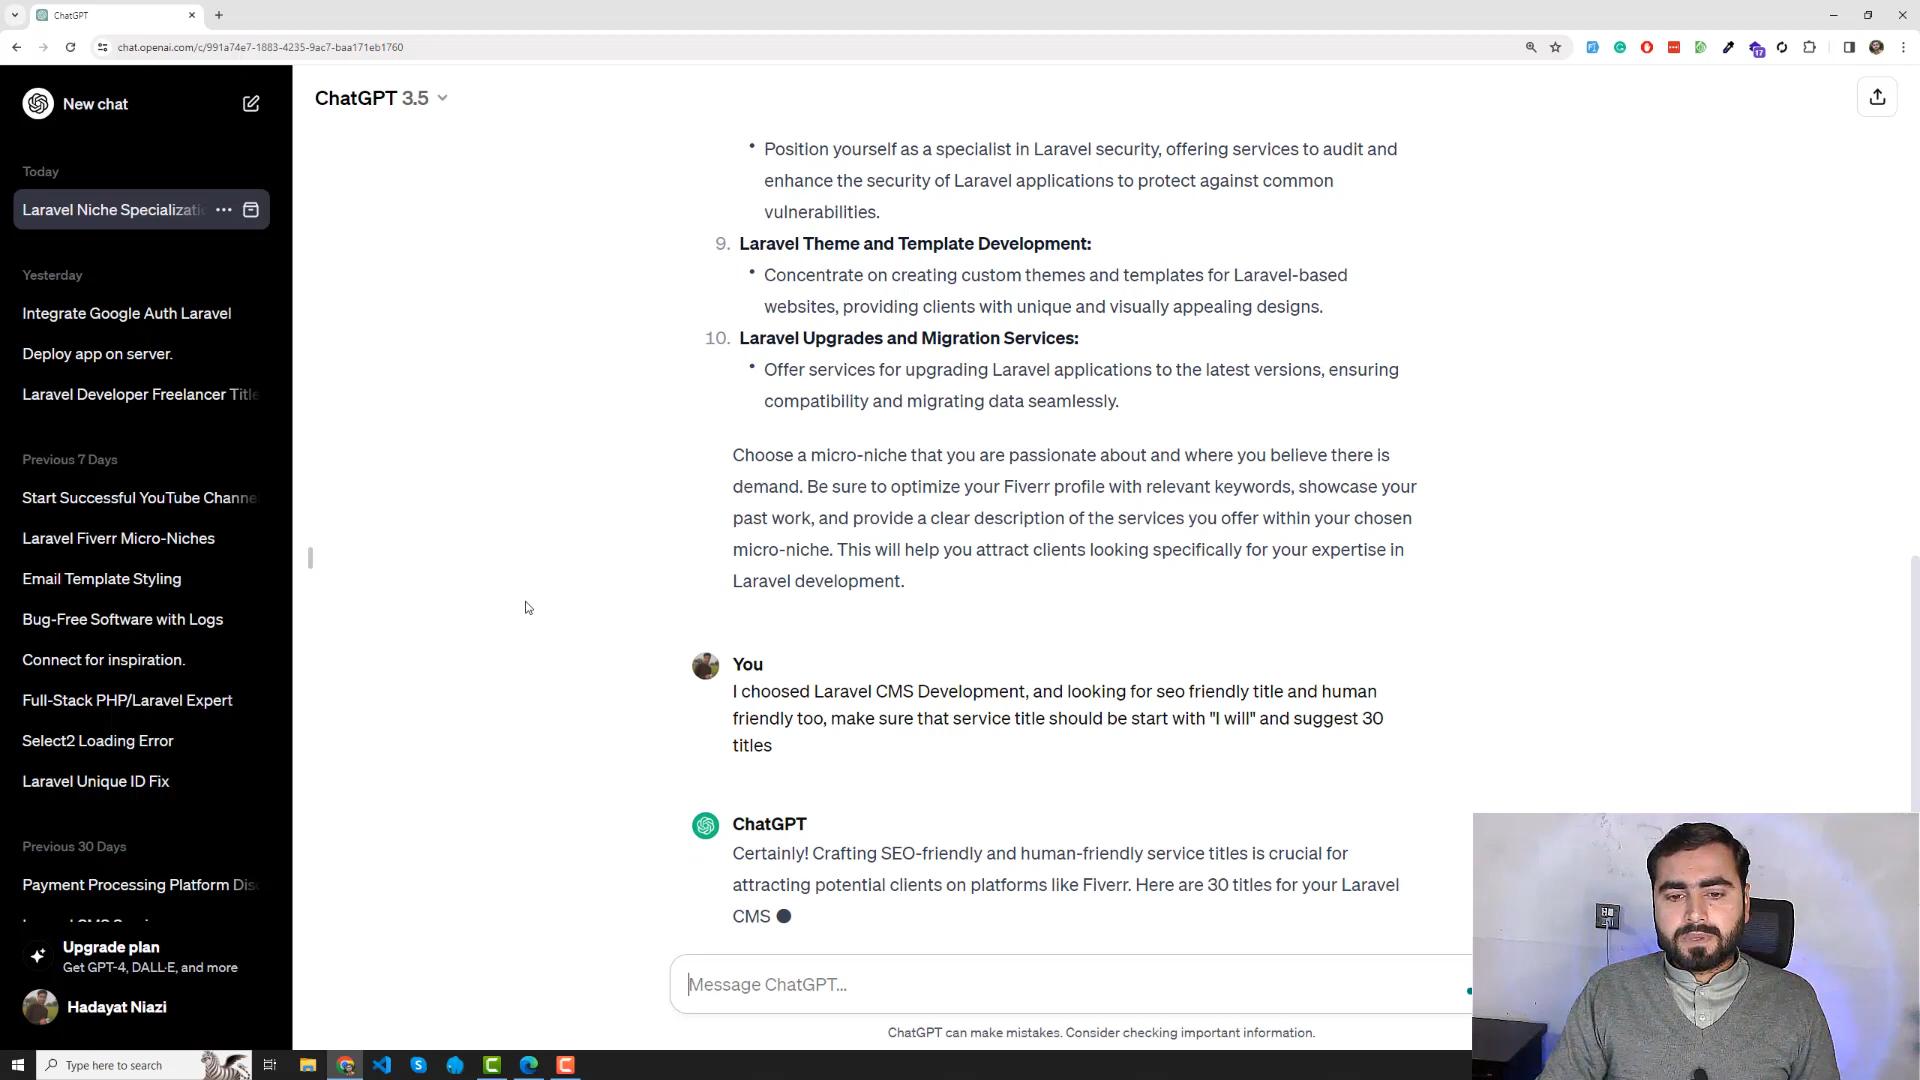 ChatGPT
chat.openai.com/c/991a74e7-1883-4235-9ac7-baa171eb1760
17
New chat
Today
Laravel Niche Specializati
Yesterday
Integrate Google Auth Laravel
Deploy app on server.
Laravel Developer Freelancer Title
Previous 7 Days
Start Successful YouTube Channe
Laravel Fiverr Micro-Niches
Email Template Styling
Bug-Free Software with Logs
Connect for inspiration.
Full-Stack PHP/Laravel Expert
Select2 Loading Error
Laravel Unique ID Fix
Previous 30 Days
Payment Processing Platform Dis
Upgrade plan
Get GPT-4, DALL·E, and more
Hadayat Niazi
ChatGPT 3.5
• Position yourself as a specialist in Laravel security, offering services to audit and
enhance the security of Laravel applications to protect against common
vulnerabilities.
9. Laravel Theme and Template Development:
• Concentrate on creating custom themes and templates for Laravel-based
websites, providing clients with unique and visually appealing designs.
10. Laravel Upgrades and Migration Services:
• Offer services for upgrading Laravel applications to the latest versions, ensuring
compatibility and migrating data seamlessly.
Choose a micro-niche that you are passionate about and where you believe there is
demand. Be sure to optimize your Fiverr profile with relevant keywords, showcase your
past work, and provide a clear description of the services you offer within your chosen
micro-niche. This will help you attract clients looking specifically for your expertise in
Laravel development.
You
I choosed Laravel CMS Development, and looking for seo friendly title and human
friendly too, make sure that service title should be start with "I will" and suggest 30
titles
ChatGPT
Certainly! Crafting SEO-friendly and human-friendly service titles is crucial for
attracting potential clients on platforms like Fiverr. Here are 30 titles for your Laravel
CMS
Message ChatGPT...
ChatGPT can make mistakes. Consider checking important information.
Type here to search